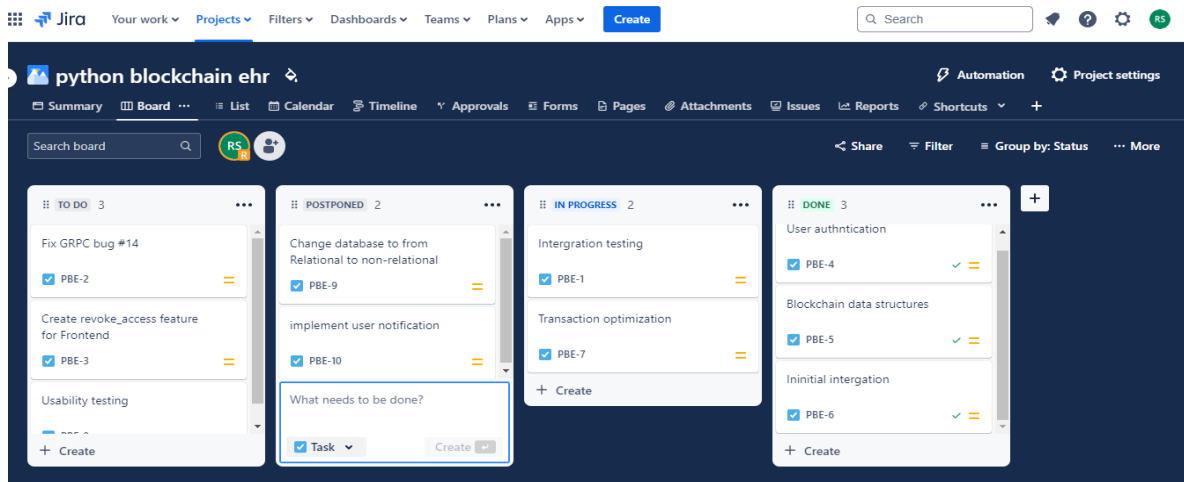 Jira Your work Projects Filters Dashboards Teams Plans Apps Create Search RS
python blockchain ehr Automation Project settings
Summary Board ... List Calendar Timeline Approvals Forms Pages Attachments Issues Reports Shortcuts +
Search board RS R Share Filter Group by: Status ... More
TO DO 3 ...
Fix GRPC bug #14
PBE-2
Create revoke_access feature
for Frontend
PBE-3
Usability testing
+ Create
POSTPONED 2 ...
Change database to from
Relational to non-relational
PBE-9
implement user notification
PBE-10
What needs to be done?
Task Create
IN PROGRESS 2 ...
Intergration testing
PBE-1
Transaction optimization
PBE-7
+ Create
DONE 3 ...
User authntication
PBE-4
Blockchain data structures
PBE-5
Ininitial intergation
PBE-6
+ Create
+